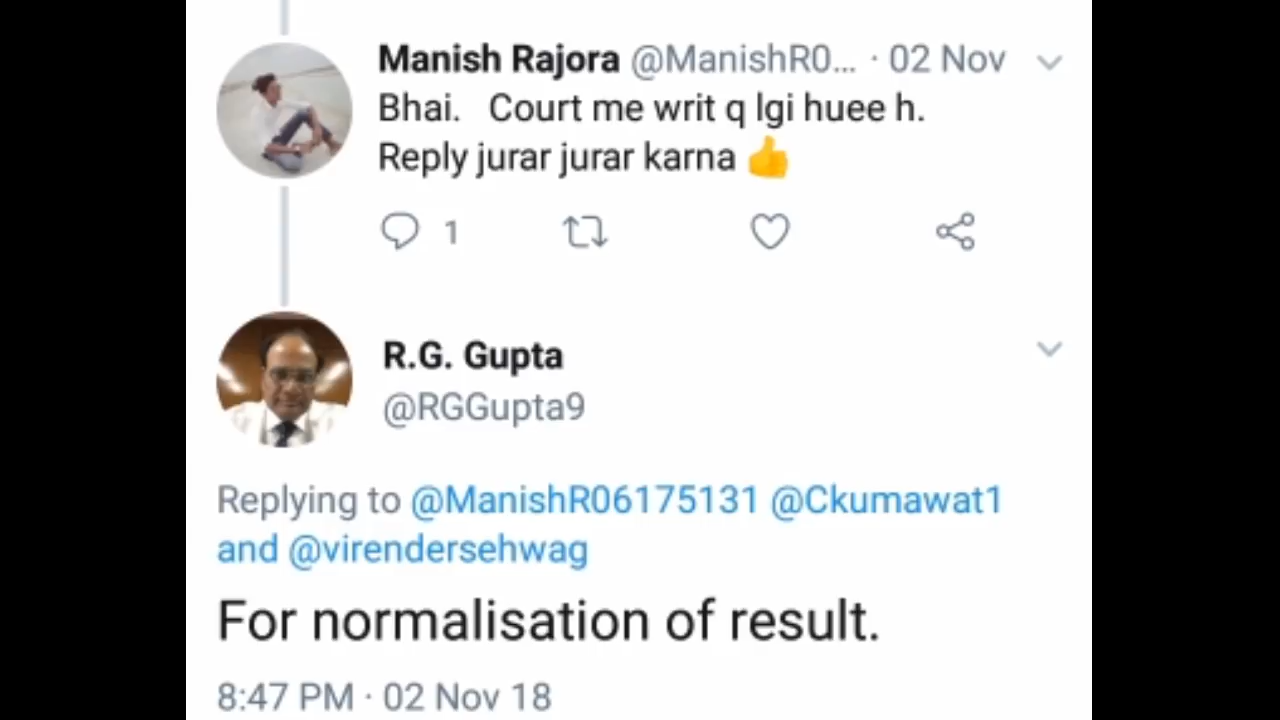 Manish Rajora @ManishR0... · 02 Nov
Bhai. Court me writ q lgi huee h.
Reply jurar jurar karna 👍
1
R.G. Gupta
@RGGupta9
Replying to @ManishR06175131 @Ckumawat1
and @virendersehwag
For normalisation of result.
8:47 PM · 02 Nov 18